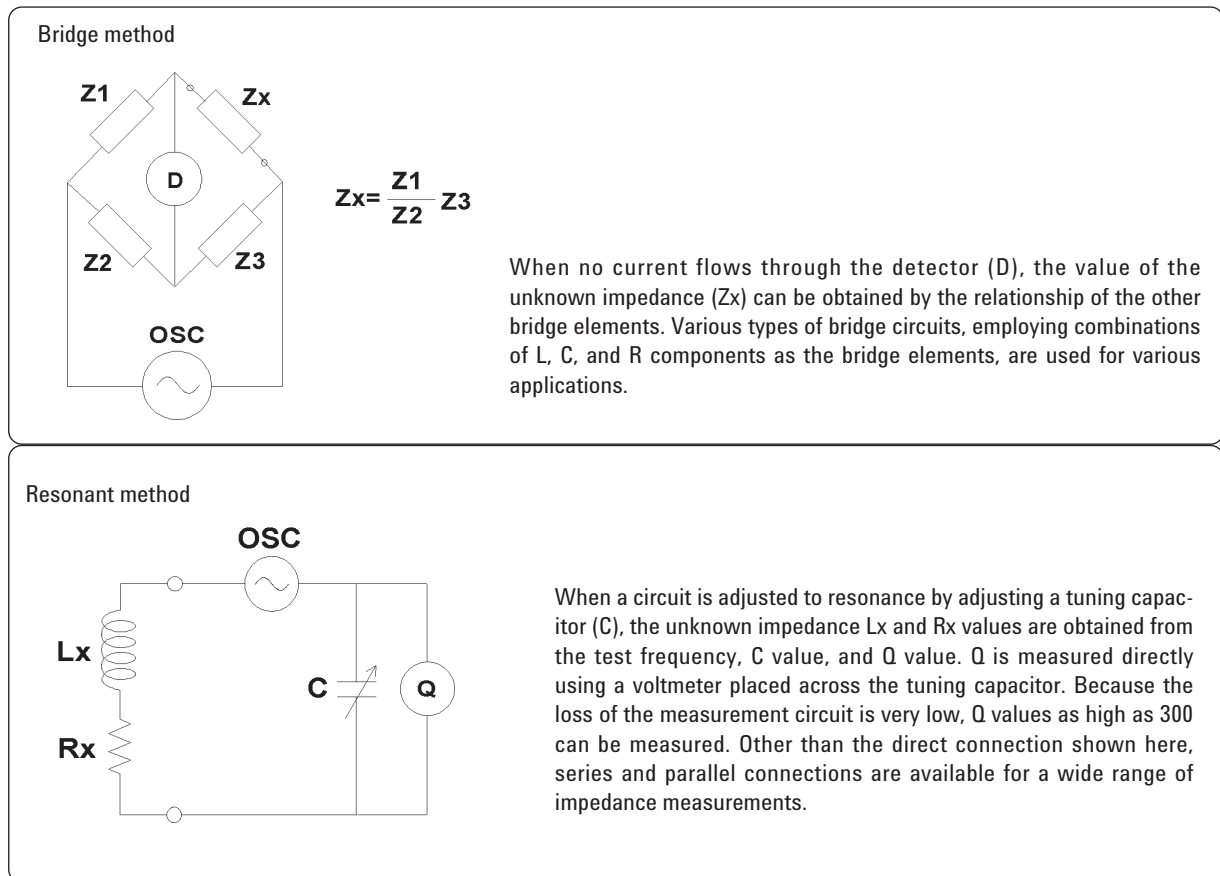 Bridge method
Z1
Zx
D
Z2
Z3
OSC
Zx= Z1
Z2 Z3
When no current flows through the detector (D), the value of the
unknown impedance (Zx) can be obtained by the relationship of the other
bridge elements. Various types of bridge circuits, employing combinations
of L, C, and R components as the bridge elements, are used for various
applications.
Resonant method
OSC
Lx
Rx
C
Q
When a circuit is adjusted to resonance by adjusting a tuning capac-
itor (C), the unknown impedance Lx and Rx values are obtained from
the test frequency, C value, and Q value. Q is measured directly
using a voltmeter placed across the tuning capacitor. Because the
loss of the measurement circuit is very low, Q values as high as 300
can be measured. Other than the direct connection shown here,
series and parallel connections are available for a wide range of
impedance measurements.